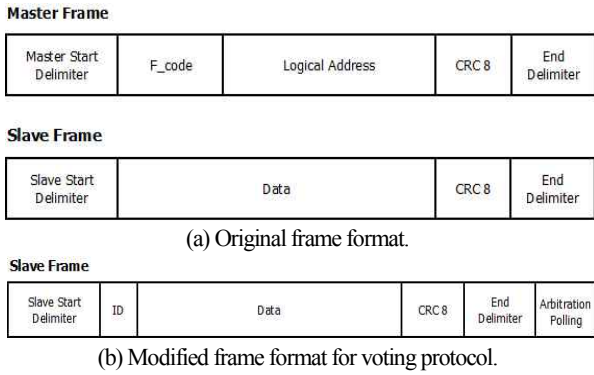 Master Frame
Master Start Delimiter F_code Logical Address CRC 8 End Delimiter
Slave Frame
Slave Start Delimiter Data CRC 8 End Delimiter
(a) Original frame format.
Slave Frame
Slave Start Delimiter ID Data CRC 8 End Delimiter Arbitration Polling
(b) Modified frame format for voting protocol.